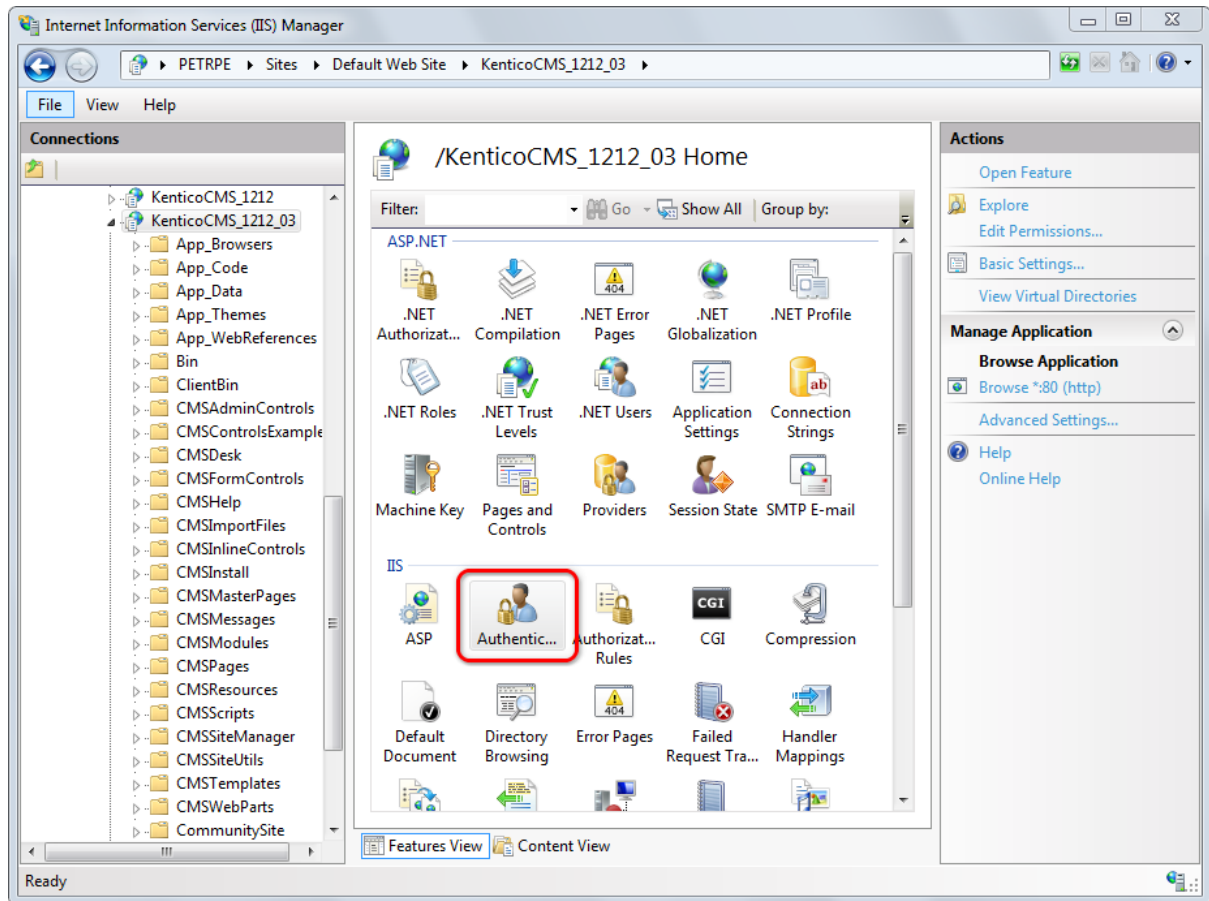 Internet Information Services (IIS) Manager
PETRPE Sites Default Web Site KenticoCMS_1212_03
File View Help
Connections
KenticoCMS_1212
KenticoCMS_1212_03
App_Browsers
App_Code
App_Data
App_Themes
App_WebReferences
Bin
ClientBin
CMSAdminControls
CMSControlsExample
CMSDesk
CMSFormControls
CMSHelp
CMSImportFiles
CMSInlineControls
CMSInstall
CMSMasterPages
CMSMessages
CMSModules
CMSPages
CMSResources
CMSScripts
CMSSiteManager
CMSSiteUtils
CMSTemplates
CMSWebParts
CommunitySite
/KenticoCMS_1212_03 Home
Filter: Go Show All Group by:
ASP.NET
404
.NET .NET .NET Error .NET .NET Profile
Authorizat... Compilation Pages Globalization
ab
.NET Roles .NET Trust .NET Users Application Connection
Levels Settings Strings
Machine Key Pages and Providers Session State SMTP E-mail
Controls
IIS
CGI
ASP Authentic... Authorizat... CGI Compression
Rules
404
Default Directory Error Pages Failed Handler
Document Browsing Request Tra... Mappings
Features View Content View
Actions
Open Feature
Explore
Edit Permissions...
Basic Settings...
View Virtual Directories
Manage Application
Browse Application
Browse *:80 (http)
Advanced Settings...
Help
Online Help
Ready